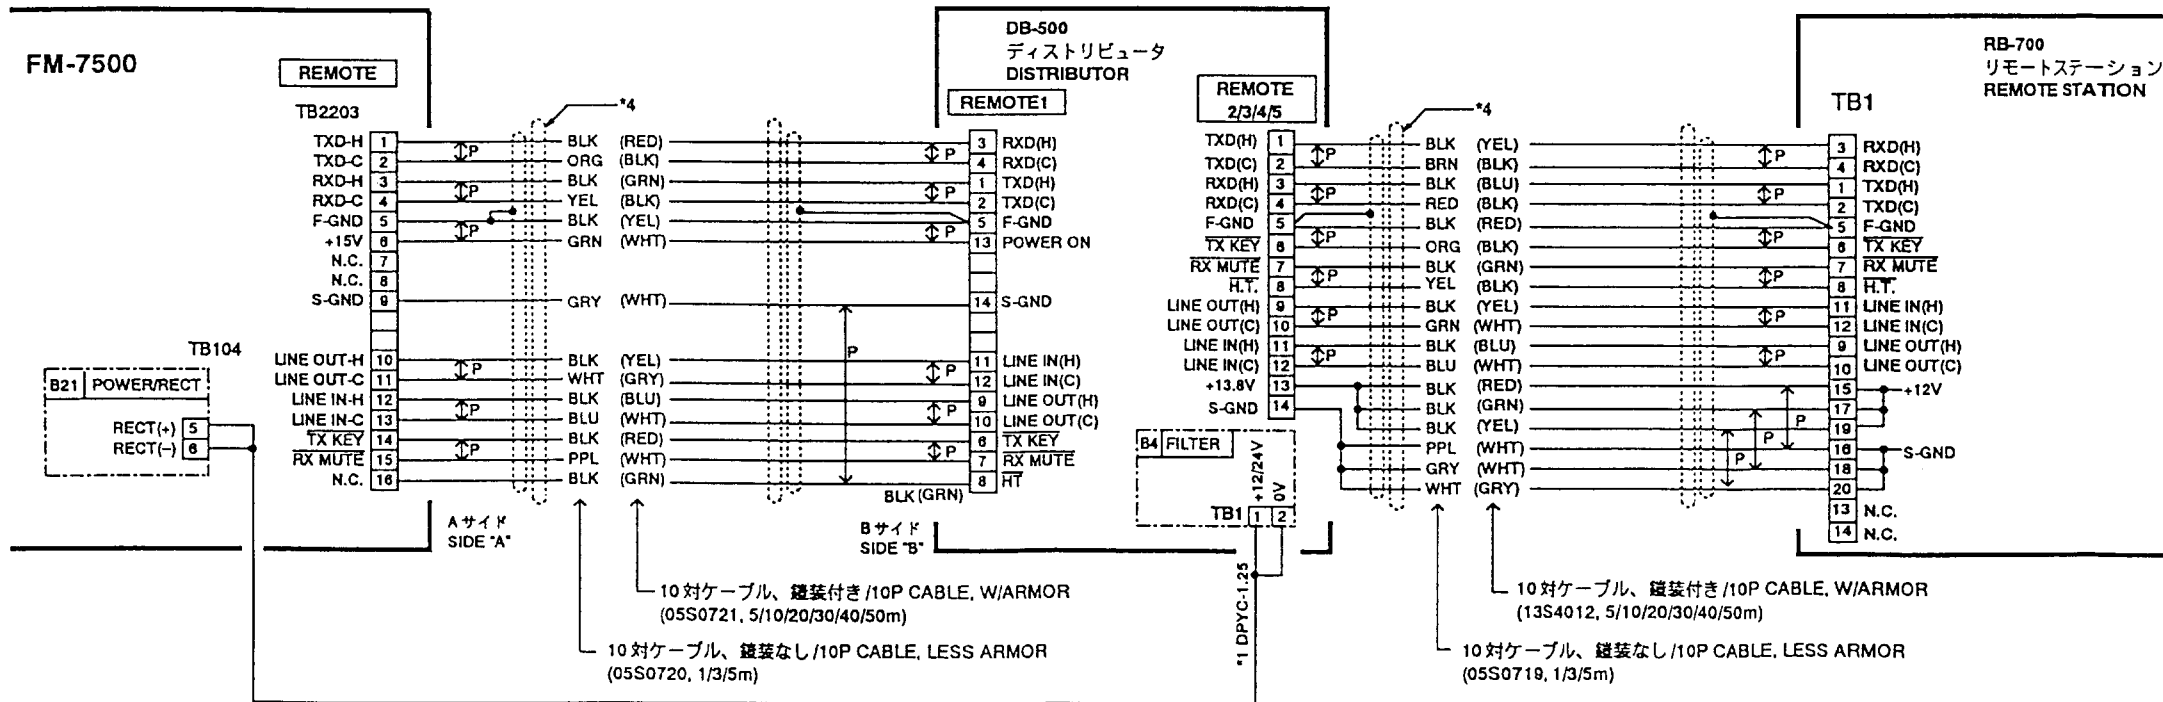 FM-7500
REMOTE
TB2203
TXD-H 1
TXD-C 2
RXD-H 3
RXD-C 4
F-GND 5
+15V 6
N.C. 7
N.C. 8
S-GND 9
LINE OUT-H 10
LINE OUT-C 11
LINE IN-H 12
LINE IN-C 13
TX KEY 14
RX MUTE 15
N.C. 16
TB104
B21 POWER/RECT
RECT(+) 5
RECT(–) 6
Aサイド
SIDE "A"
*4
P
P
P
P
P
P
BLK (RED)
ORG (BLK)
BLK (GRN)
YEL (BLK)
BLK (YEL)
GRN (WHT)
GRY (WHT)
BLK (YEL)
WHT (GRY)
BLK (BLU)
BLU (WHT)
BLK (RED)
PPL (WHT)
BLK (GRN)
P
P
P
P
P
P
P
BLK (GRN)
Bサイド
SIDE "B"
10対ケーブル、鎧装付き/10P CABLE, W/ARMOR
(05S0721, 5/10/20/30/40/50m)
10対ケーブル、鎧装なし/10P CABLE, LESS ARMOR
(05S0720, 1/3/5m)
DB-500
ディストリビュータ
DISTRIBUTOR
REMOTE1
3 RXD(H)
4 RXD(C)
1 TXD(H)
2 TXD(C)
5 F-GND
13 POWER ON
14 S-GND
11 LINE IN(H)
12 LINE IN(C)
9 LINE OUT(H)
10 LINE OUT(C)
6 TX KEY
7 RX MUTE
8 HT
REMOTE
2/3/4/5
TXD(H) 1
TXD(C) 2
RXD(H) 3
RXD(C) 4
F-GND 5
TX KEY 6
RX MUTE 7
H.T. 8
LINE OUT(H) 9
LINE OUT(C) 10
LINE IN(H) 11
LINE IN(C) 12
+13.8V 13
S-GND 14
B4 FILTER
+12/24V
0V
TB1 1 2
*1 DPYC-1.25
*4
P
P
P
P
P
P
BLK (YEL)
BRN (BLK)
BLK (BLU)
RED (BLK)
BLK (RED)
ORG (BLK)
BLK (GRN)
YEL (BLK)
BLK (YEL)
GRN (WHT)
BLK (BLU)
BLU (WHT)
BLK (RED)
BLK (GRN)
BLK (YEL)
PPL (WHT)
GRY (WHT)
WHT (GRY)
P
P
P
P
P
P
P
P
P
10対ケーブル、鎧装付き/10P CABLE, W/ARMOR
(13S4012, 5/10/20/30/40/50m)
10対ケーブル、鎧装なし/10P CABLE, LESS ARMOR
(05S0719, 1/3/5m)
RB-700
リモートステーション
REMOTE STATION
TB1
3 RXD(H)
4 RXD(C)
1 TXD(H)
2 TXD(C)
5 F-GND
6 TX KEY
7 RX MUTE
8 H.T.
11 LINE IN(H)
12 LINE IN(C)
9 LINE OUT(H)
10 LINE OUT(C)
15 +12V
17
19
16 S-GND
18
20
13 N.C.
14 N.C.